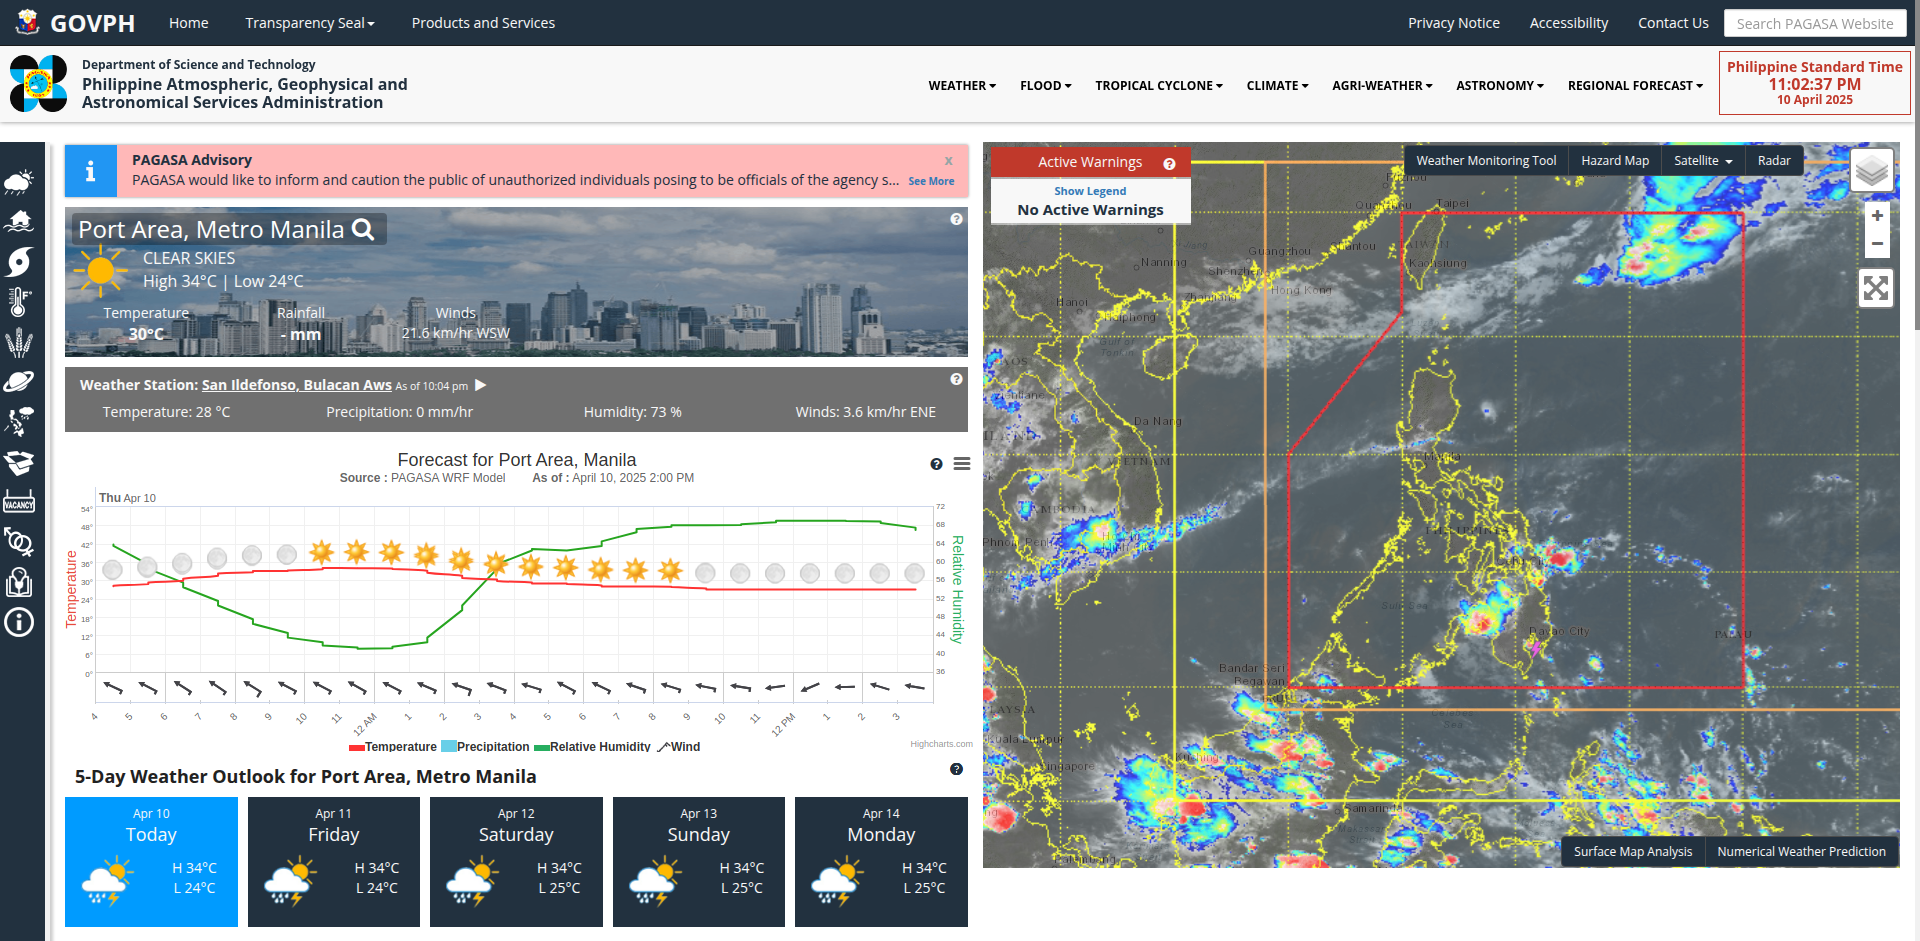 GOVPH
Home
Transparency Seal
Products and Services
Privacy Notice
Accessibility
Contact Us
Search PAGASA Website
Department of Science and Technology
Philippine Atmospheric, Geophysical and
Astronomical Services Administration
WEATHER
FLOOD
TROPICAL CYCLONE
CLIMATE
AGRI-WEATHER
ASTRONOMY
REGIONAL FORECAST
Philippine Standard Time
11:02:37 PM
10 April 2025
VACANCY
PAGASA Advisory
x
PAGASA would like to inform and caution the public of unauthorized individuals posing to be officials of the agency s... See More
Port Area, Metro Manila
CLEAR SKIES
High 34°C | Low 24°C
Temperature
Rainfall
Winds
30°C
- mm
21.6 km/hr WSW
Weather Station: San Ildefonso, Bulacan Aws As of 10:04 pm
Temperature: 28 °C
Precipitation: 0 mm/hr
Humidity: 73 %
Winds: 3.6 km/hr ENE
Forecast for Port Area, Manila
Source : PAGASA WRF Model As of : April 10, 2025 2:00 PM
Thu Apr 10
54°
48°
42°
36°
30°
24°
18°
12°
6°
0°
Temperature
72
68
64
60
56
52
48
44
40
36
Relative Humidity
4 5 6 7 8 9 10 11 12 AM 1 2 3 4 5 6 7 8 9 10 11 12 PM 1 2 3
Temperature
Precipitation
Relative Humidity
Wind
Highcharts.com
5-Day Weather Outlook for Port Area, Metro Manila
Apr 10
Today
H 34°C
L 24°C
Apr 11
Friday
H 34°C
L 24°C
Apr 12
Saturday
H 34°C
L 25°C
Apr 13
Sunday
H 34°C
L 25°C
Apr 14
Monday
H 34°C
L 25°C
Active Warnings
Show Legend
No Active Warnings
Weather Monitoring Tool
Hazard Map
Satellite
Radar
+
−
Taipei
Guangzhou
Nanning
Shenzhen
Kaohsiung
Hong Kong
Hanoi
Haiphong
Da Nang
VIETNAM
Manila
Davao City
PALAU
Bandar Seri
Begawan
Celebes
Sea
Kuching
Singapore
Samarinda
Surface Map Analysis
Numerical Weather Prediction